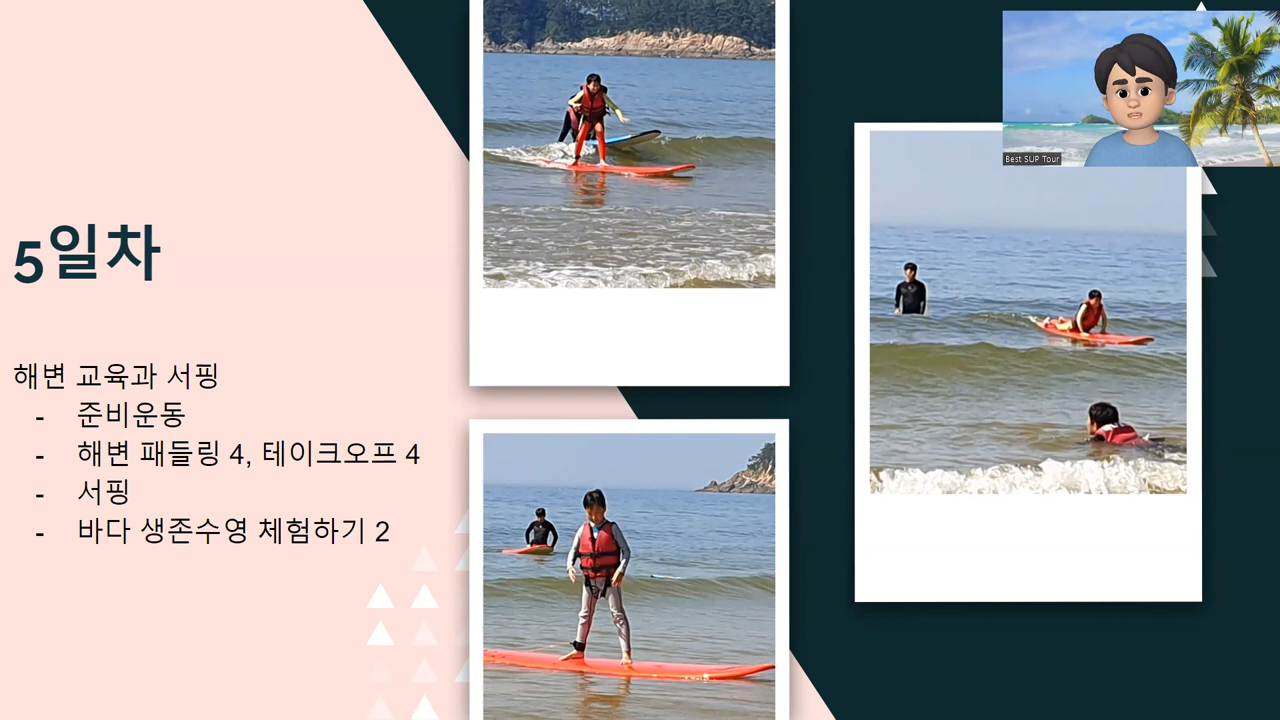 5일차
해변 교육과 서핑
- 준비운동
- 해변 패들링 4, 테이크오프 4
- 서핑
- 바다 생존수영 체험하기 2
Best SUP Tour